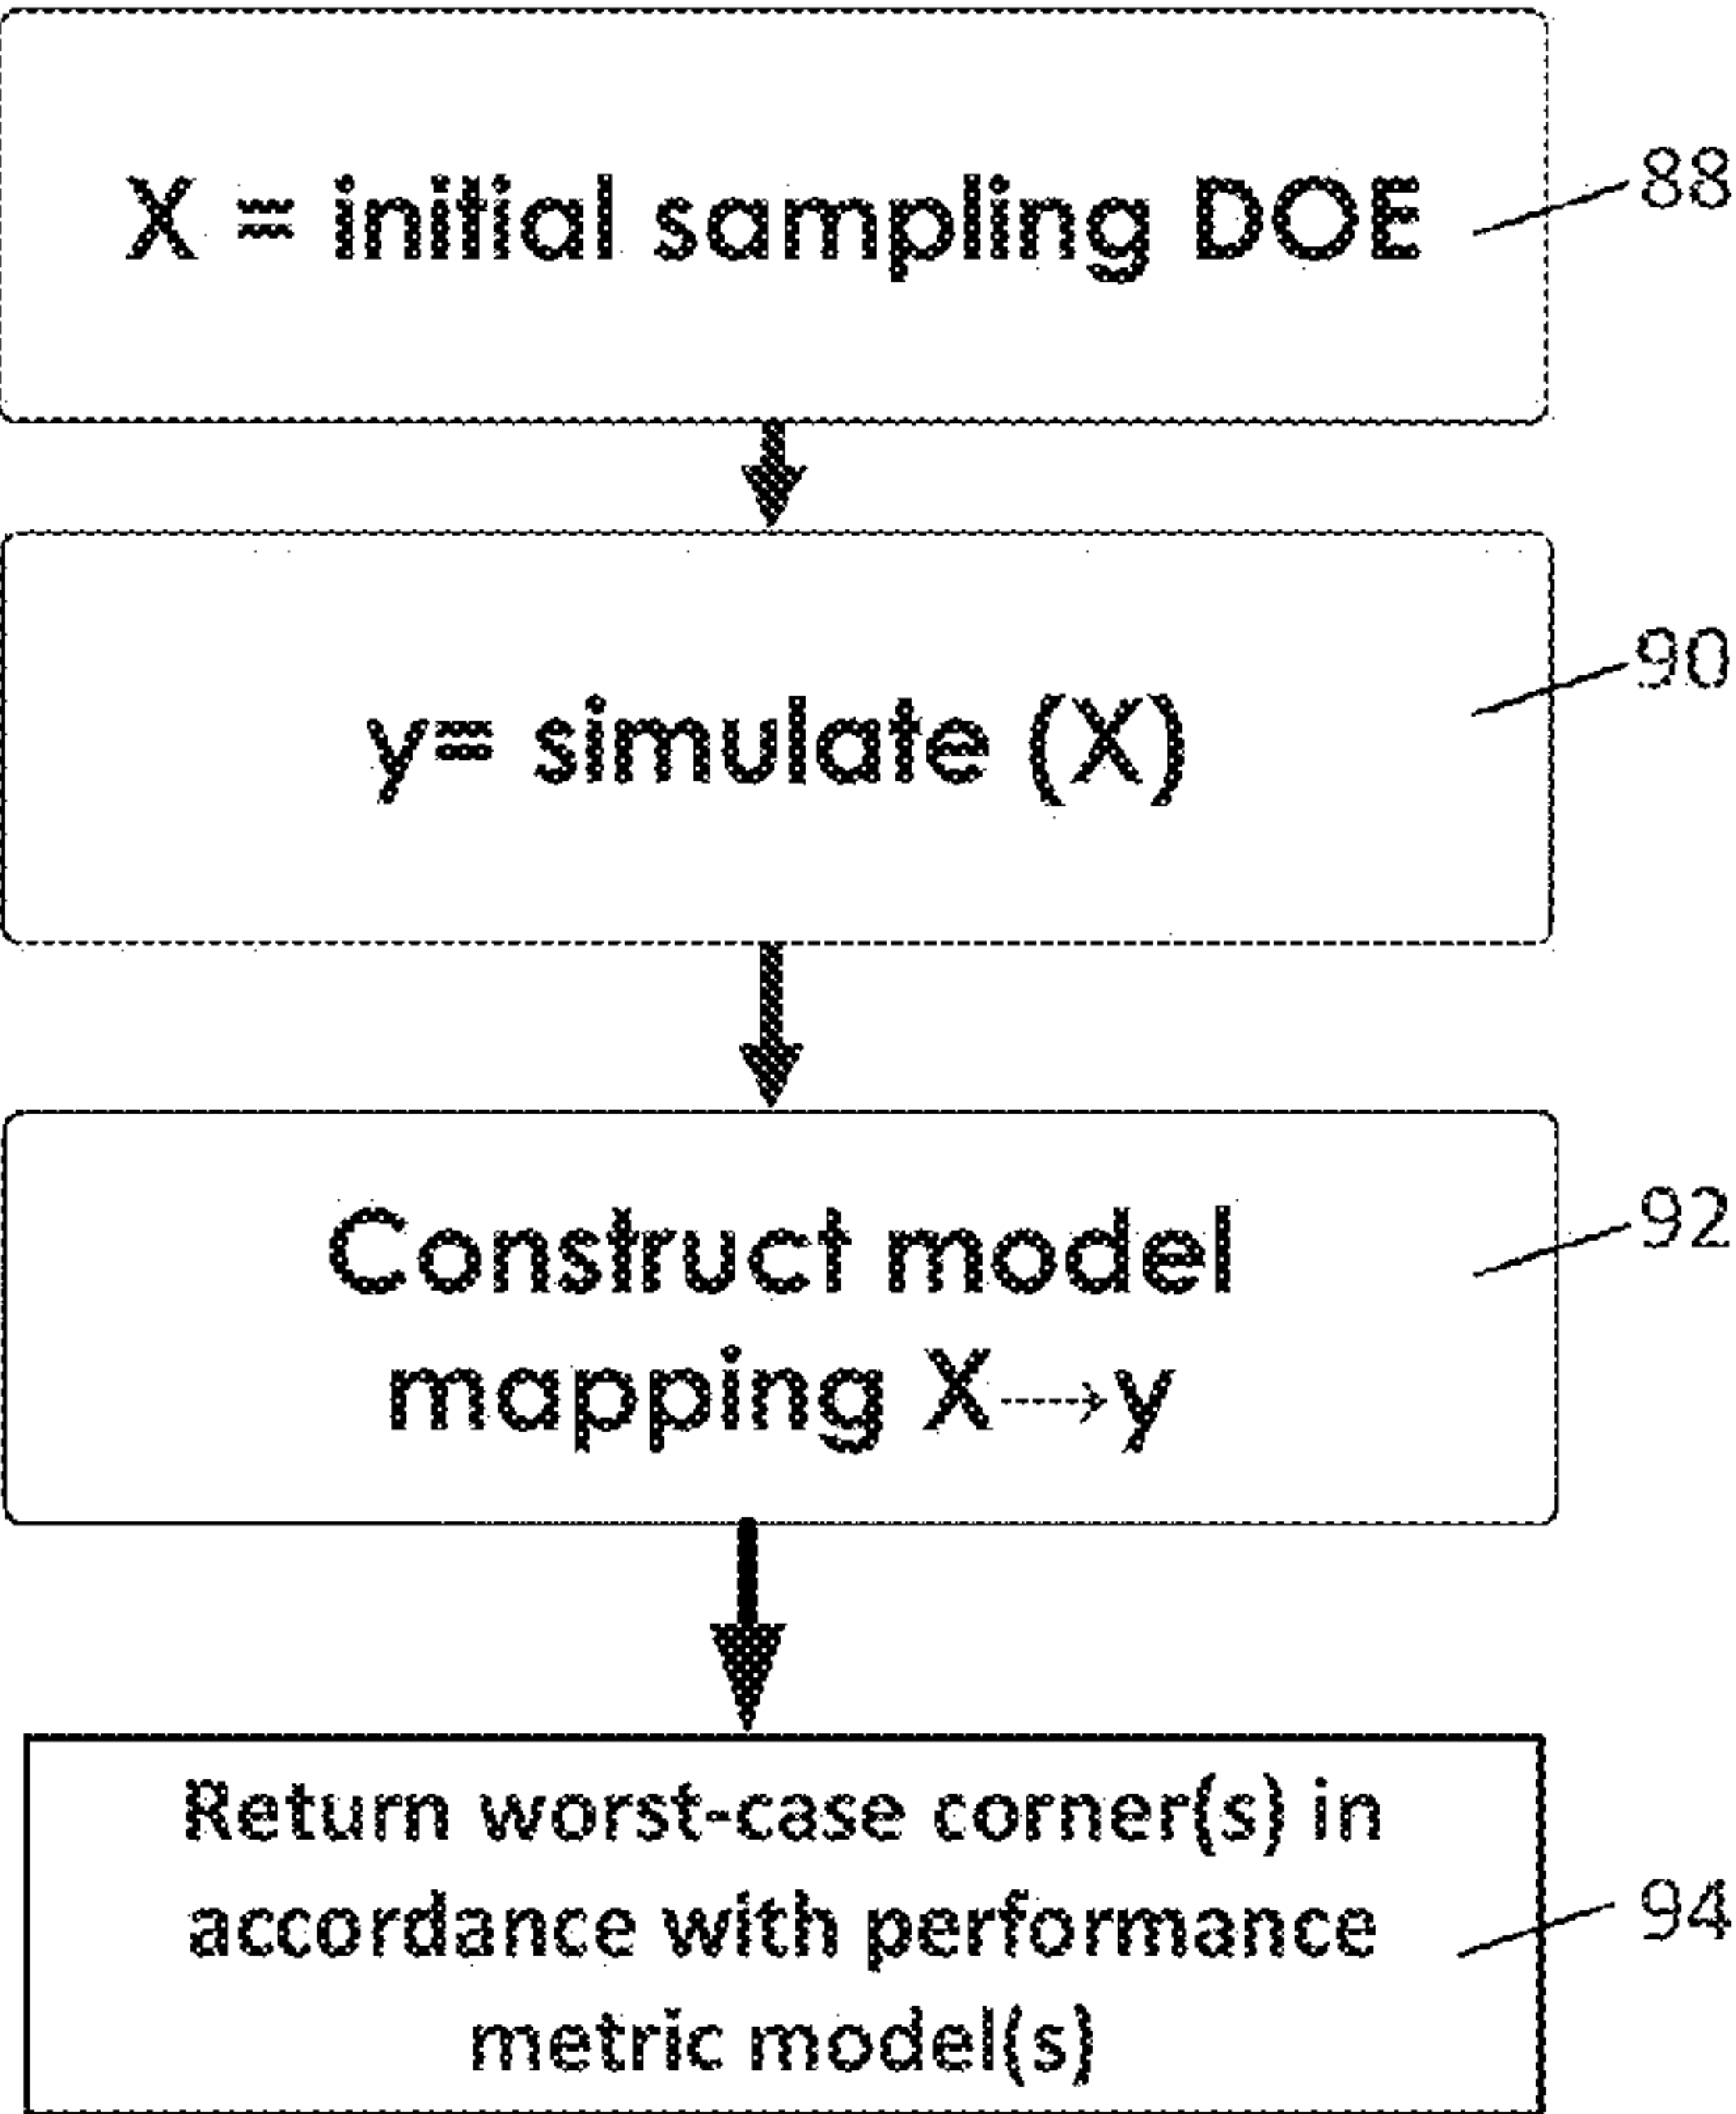 X = initial sampling DOE
88
y= simulate (X)
90
Construct model
92
mapping X→y
Return worst-case corner(s) in
accordance with performance
94
metric model(s)